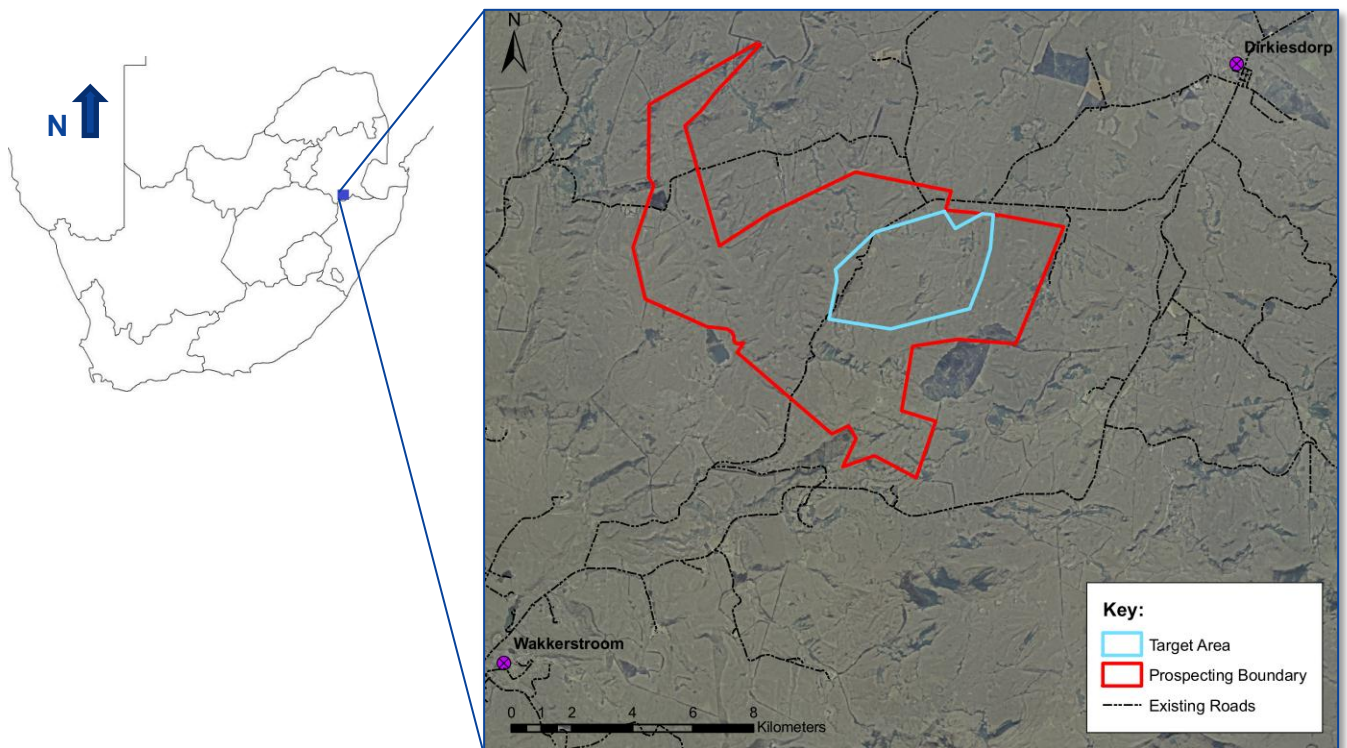 N
N
Dirkiesdorp
Wakkerstroom
Key:
Target Area
Prospecting Boundary
Existing Roads
0 1 2 4 6 8
Kilometers